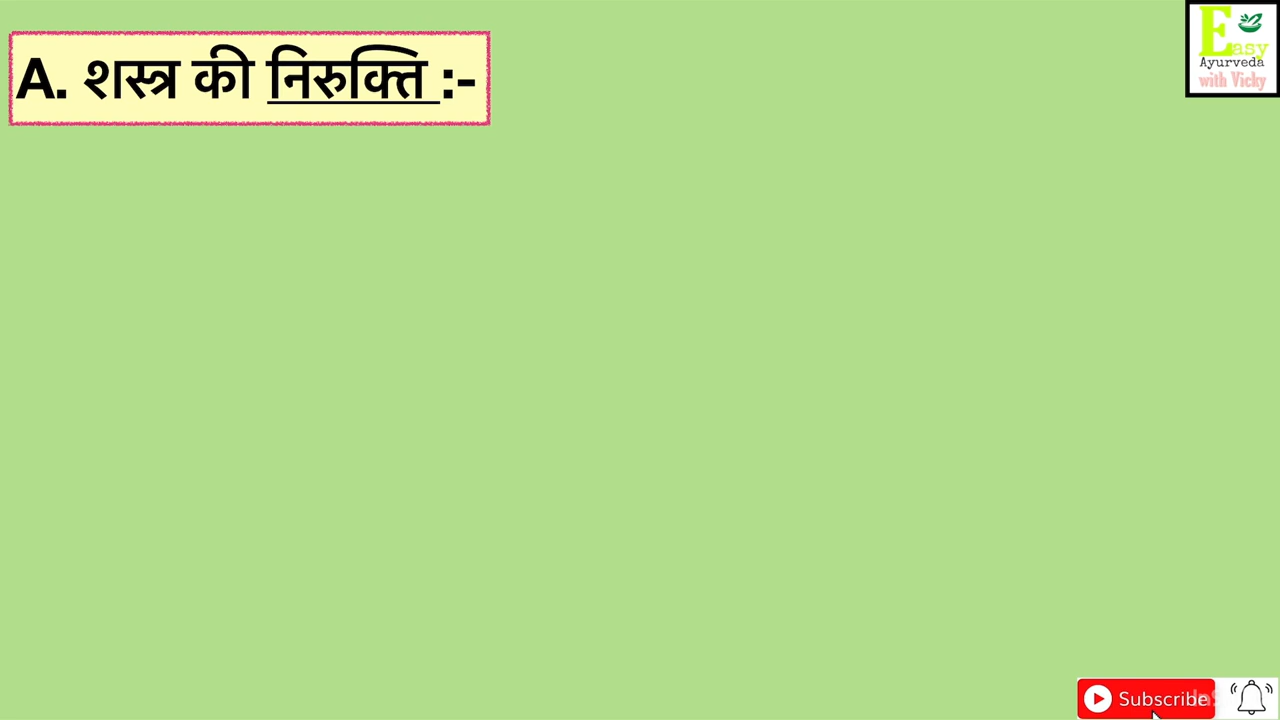 A. शस्त्र की निरुक्ति :-
Easy
Ayurveda
with Vicky
Subscribe